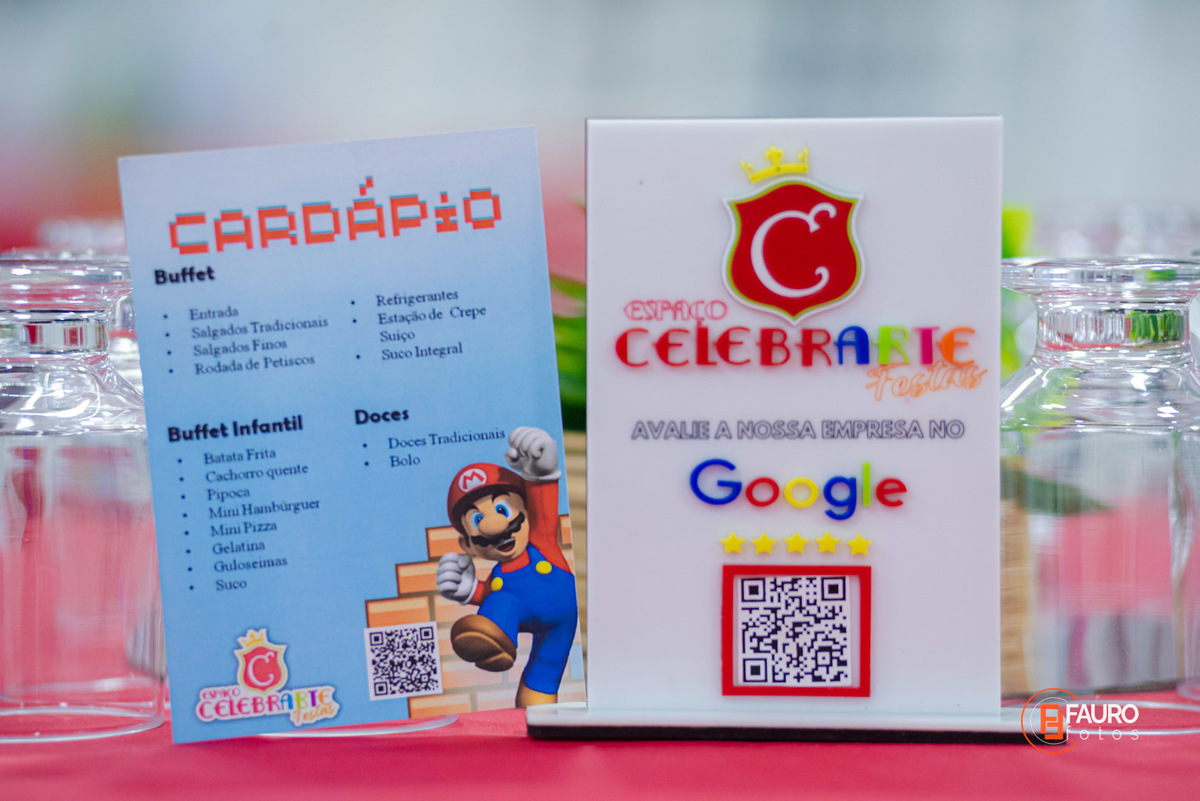 CARDÁPIO
Buffet
• Entrada
• Salgados Tradicionais
• Salgados Finos
• Rodada de Petiscos
• Refrigerantes
• Estação de Crepe
Suiço
• Suco Integral
Buffet Infantil
• Batata Frita
• Cachorro quente
• Pipoca
• Mini Hambürguer
• Mini Pizza
• Gelatina
• Guloseimas
• Suco
Doces
• Doces Tradicionais
• Bolo
M
C
ESPAÇO
CELEBRARTE
Festas
C
ESPAÇO
CELEBRARTE
Festas
AVALIE A NOSSA EMPRESA NO
Google
FAURO
fotos